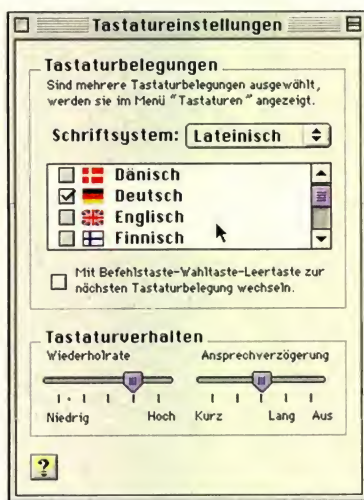 Tastatureinstellungen
Tastaturbelegungen
Sind mehrere Tastaturbelegungen ausgewählt,
werden sie im Menü "Tastaturen" angezeigt.
Schriftsystem: Lateinisch
Dänisch
Deutsch
Englisch
Finnisch
Mit Befehlstaste-Wahltaste-Leertaste zur
nächsten Tastaturbelegung wechseln.
Tastaturverhalten
Wiederholrate Ansprechverzögerung
Niedrig Hoch Kurz Lang Aus
?